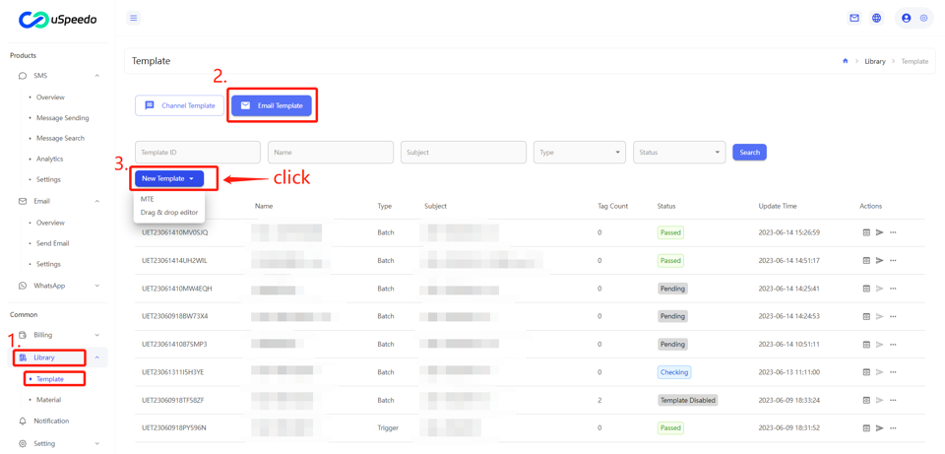 uSpeedo
Products
SMS
Overview
Message Sending
Message Search
Analytics
Settings
Email
Overview
Send Email
Settings
WhatsApp
Common
Billing
1.
Library
Template
Material
Notification
Setting
Template
Library > Template
2.
Channel Template
Email Template
Template ID
Name
Subject
Type
Status
Search
3.
New Template
click
MTE
Drag & drop editor
Name Type Subject Tag Count Status Update Time Actions
UET23061410MV0SJQ Batch 0 Passed 2023-06-14 15:26:59
UET23061414UH2WIL Batch 0 Passed 2023-06-14 14:51:17
UET23061410MW4EQH Batch 0 Pending 2023-06-14 14:25:41
UET23060918BW73X4 Batch 0 Pending 2023-06-14 14:24:53
UET2306141087SMP3 Batch 0 Pending 2023-06-14 10:51:11
UET23061311ISH3YE Batch 0 Checking 2023-06-13 11:11:00
UET23060918TF58ZF Batch 2 Template Disabled 2023-06-09 18:33:24
UET23060918PY596N Trigger 0 Passed 2023-06-09 18:31:52